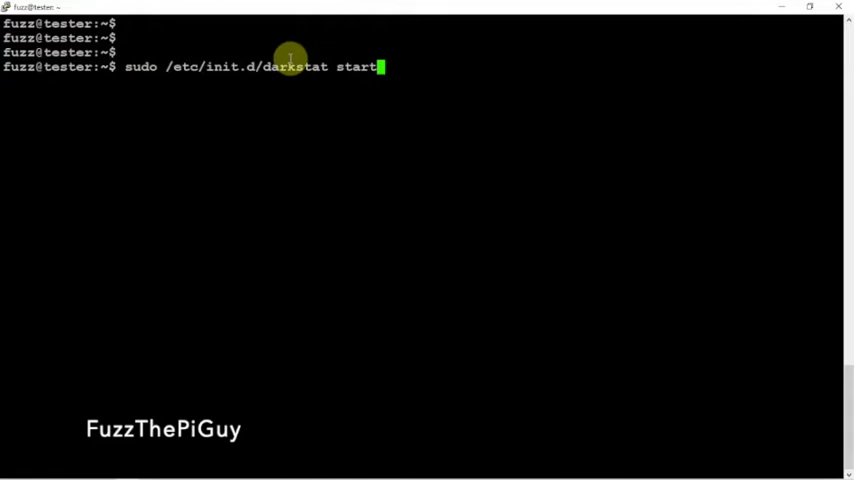 fuzz@tester: ~
fuzz@tester:~$
fuzz@tester:~$
fuzz@tester:~$
fuzz@tester:~$ sudo /etc/init.d/darkstat start
FuzzThePiGuy